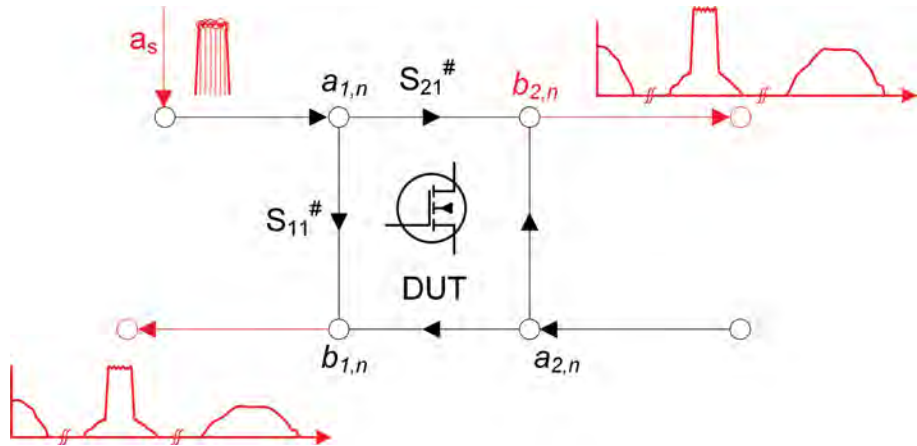 aₛ
a₁,ₙ
S₂₁#
b₂,ₙ
S₁₁#
DUT
b₁,ₙ
a₂,ₙ